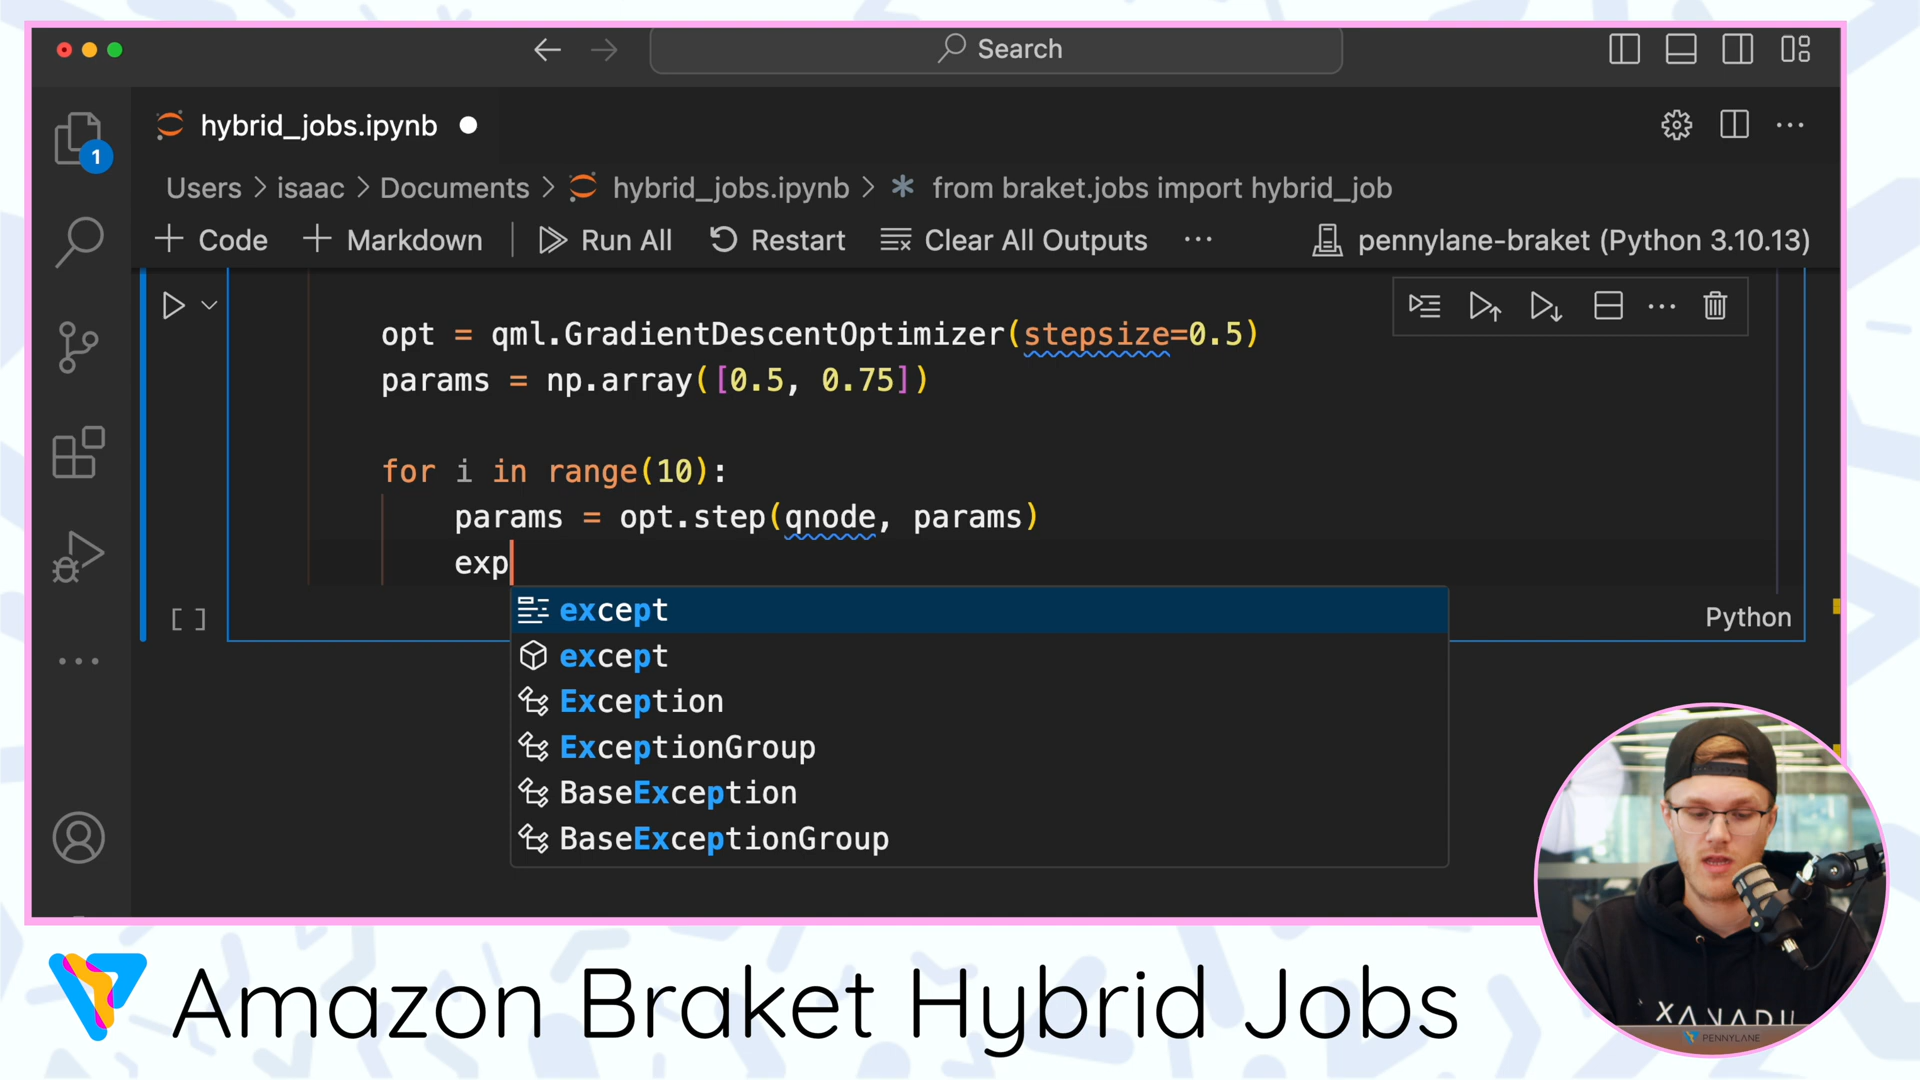 Search
hybrid_jobs.ipynb
1
Users > isaac > Documents > hybrid_jobs.ipynb > from braket.jobs import hybrid_job
+ Code + Markdown | Run All Restart Clear All Outputs ... pennylane-braket (Python 3.10.13)
opt = qml.GradientDescentOptimizer(stepsize=0.5)
params = np.array([0.5, 0.75])
for i in range(10):
params = opt.step(qnode, params)
exp
[ ]
Python
except
except
Exception
ExceptionGroup
BaseException
BaseExceptionGroup
XANADU
PENNYLANE
Amazon Braket Hybrid Jobs